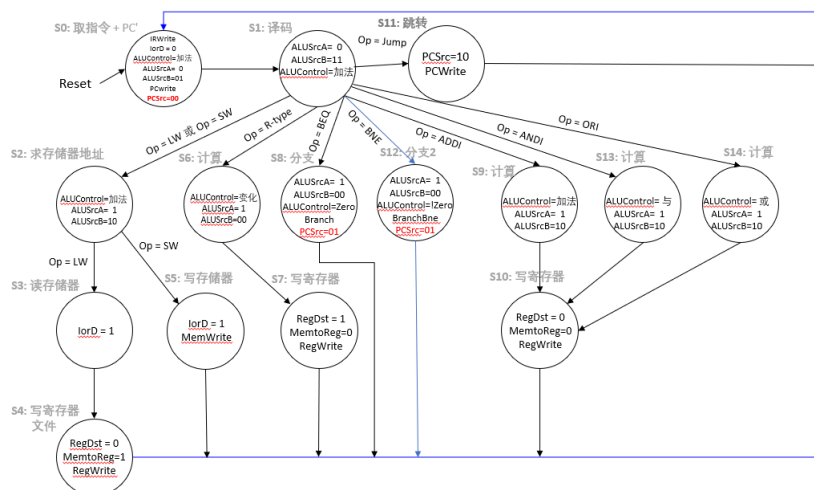 S0: 取指令 + PC'
IRWrite
IorD = 0
ALUControl=加法
ALUSrcA= 0
ALUSrcB=01
PCwrite
PCSrc=00
Reset
S1: 译码
ALUSrcA= 0
ALUSrcB=11
ALUControl=加法
Op = Jump
S11: 跳转
PCSrc=10
PCWrite
Op = LW 或 Op = SW
Op = R-type
Op = BEQ
Op = BNE
Op = ADDI
Op = ANDI
Op = ORI
S2: 求存储器地址
ALUControl=加法
ALUSrcA= 1
ALUSrcB=10
S6: 计算
ALUControl=变化
ALUSrcA= 1
ALUSrcB=00
S8: 分支
ALUSrcA= 1
ALUSrcB=00
ALUControl=Zero
Branch
PCSrc=01
S12: 分支2
ALUSrcA= 1
ALUSrcB=00
ALUControl=!Zero
BranchBne
PCSrc=01
S9: 计算
ALUControl=加法
ALUSrcA= 1
ALUSrcB=10
S13: 计算
ALUControl= 与
ALUSrcA= 1
ALUSrcB=10
S14: 计算
ALUControl= 或
ALUSrcA= 1
ALUSrcB=10
Op = LW
Op = SW
S3: 读存储器
IorD = 1
S5: 写存储器
IorD = 1
MemWrite
S7: 写寄存器
RegDst = 1
MemtoReg=0
RegWrite
S10: 写寄存器
RegDst = 0
MemtoReg=0
RegWrite
S4: 写寄存器
文件
RegDst = 0
MemtoReg=1
RegWrite